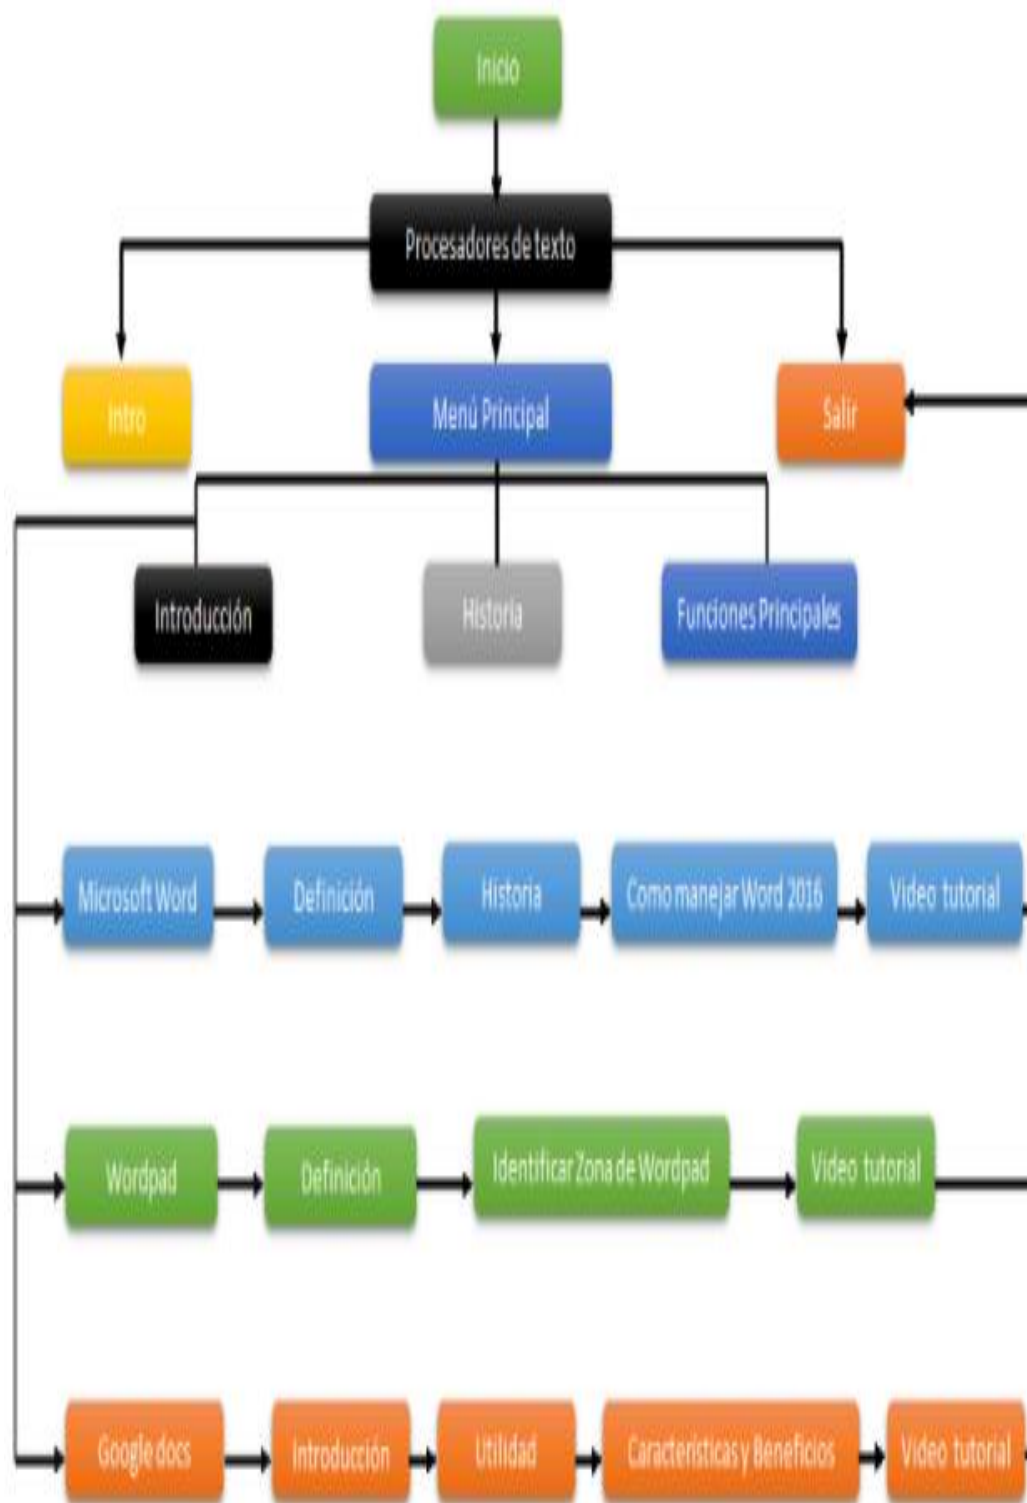 Inicio
Procesadores de texto
Intro
Menú Principal
Salir
Introducción
Historia
Funciones Principales
Microsoft Word
Definición
Historia
Como manejar Word 2016
Video tutorial
Wordpad
Definición
Identificar Zona de Wordpad
Video tutorial
Google docs
Introducción
Utilidad
Características y Beneficios
Video tutorial